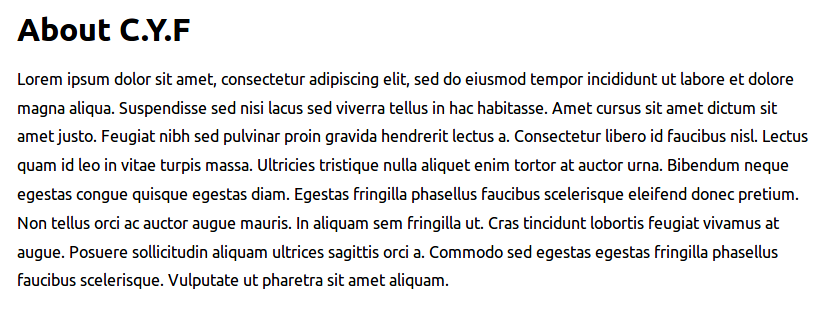 About C.Y.F
Lorem ipsum dolor sit amet, consectetur adipiscing elit, sed do eiusmod tempor incididunt ut labore et dolore
magna aliqua. Suspendisse sed nisi lacus sed viverra tellus in hac habitasse. Amet cursus sit amet dictum sit
amet justo. Feugiat nibh sed pulvinar proin gravida hendrerit lectus a. Consectetur libero id faucibus nisl. Lectus
quam id leo in vitae turpis massa. Ultricies tristique nulla aliquet enim tortor at auctor urna. Bibendum neque
egestas congue quisque egestas diam. Egestas fringilla phasellus faucibus scelerisque eleifend donec pretium.
Non tellus orci ac auctor augue mauris. In aliquam sem fringilla ut. Cras tincidunt lobortis feugiat vivamus at
augue. Posuere sollicitudin aliquam ultrices sagittis orci a. Commodo sed egestas egestas fringilla phasellus
faucibus scelerisque. Vulputate ut pharetra sit amet aliquam.